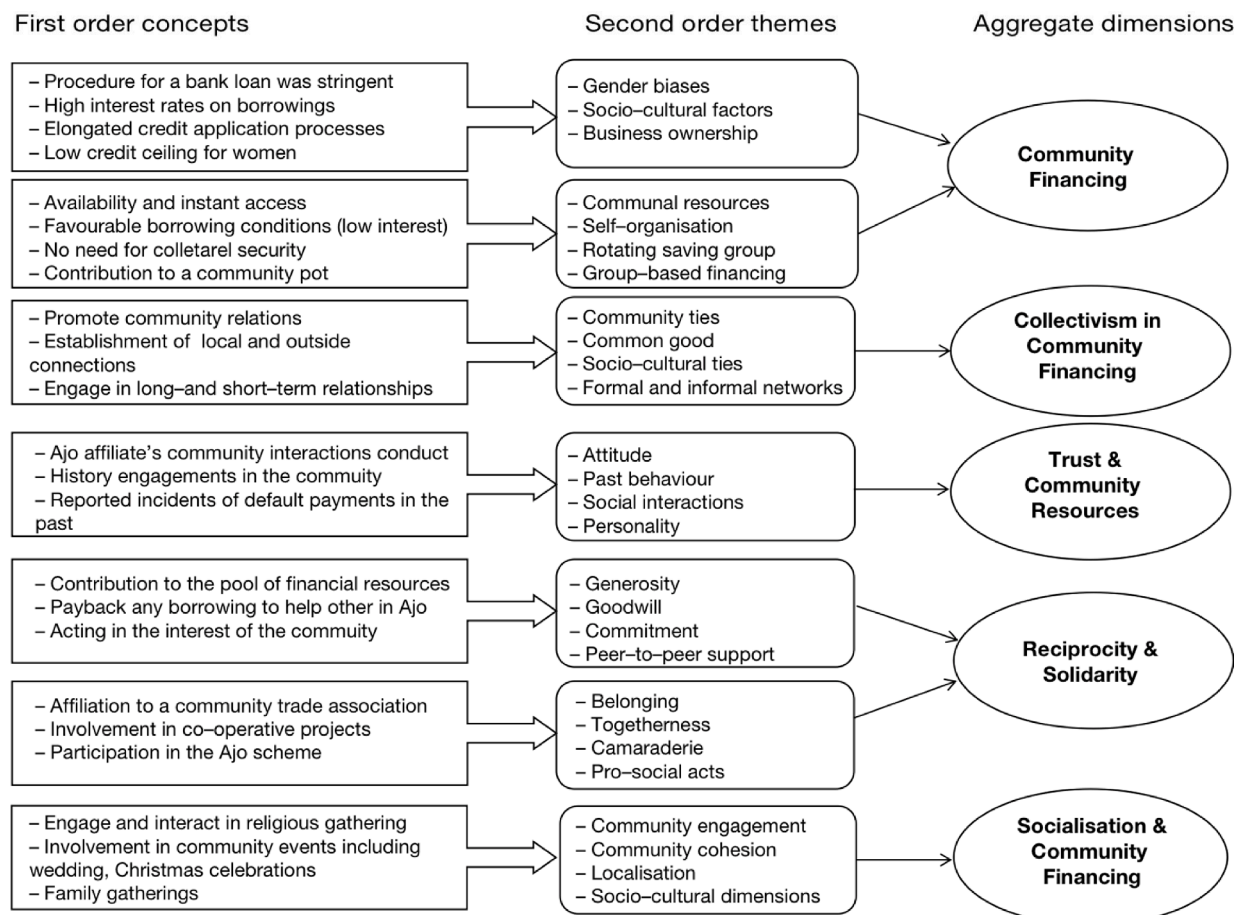 First order concepts
Second order themes
Aggregate dimensions
– Procedure for a bank loan was stringent
– High interest rates on borrowings
– Elongated credit application processes
– Low credit ceiling for women
– Gender biases
– Socio–cultural factors
– Business ownership
Community
Financing
– Availability and instant access
– Favourable borrowing conditions (low interest)
– No need for colletarel security
– Contribution to a community pot
– Communal resources
– Self–organisation
– Rotating saving group
– Group–based financing
– Promote community relations
– Establishment of local and outside
connections
– Engage in long–and short–term relationships
– Community ties
– Common good
– Socio–cultural ties
– Formal and informal networks
Collectivism in
Community
Financing
– Ajo affiliate's community interactions conduct
– History engagements in the commuity
– Reported incidents of default payments in the
past
– Attitude
– Past behaviour
– Social interactions
– Personality
Trust &
Community
Resources
– Contribution to the pool of financial resources
– Payback any borrowing to help other in Ajo
– Acting in the interest of the commuity
– Generosity
– Goodwill
– Commitment
– Peer–to–peer support
Reciprocity &
Solidarity
– Affiliation to a community trade association
– Involvement in co–operative projects
– Participation in the Ajo scheme
– Belonging
– Togetherness
– Camaraderie
– Pro–social acts
– Engage and interact in religious gathering
– Involvement in community events including
wedding, Christmas celebrations
– Family gatherings
– Community engagement
– Community cohesion
– Localisation
– Socio–cultural dimensions
Socialisation &
Community
Financing